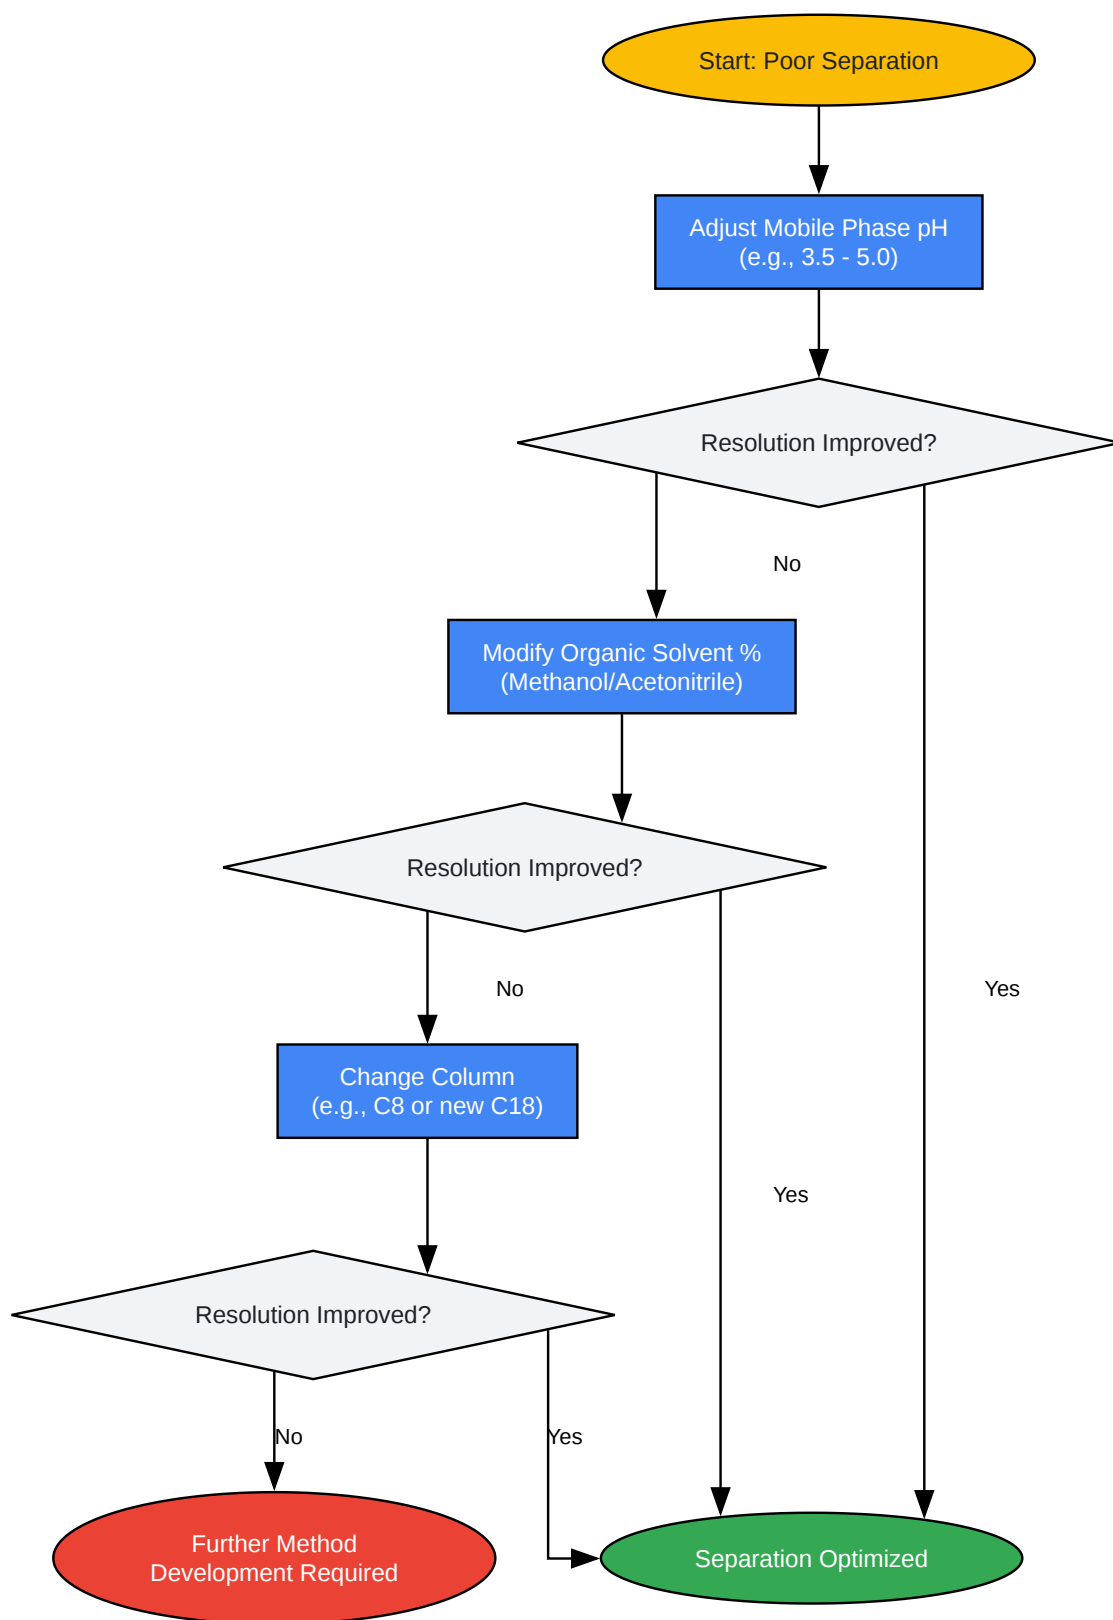 Start: Poor Separation
Adjust Mobile Phase pH
(e.g., 3.5 - 5.0)
Resolution Improved?
No
Modify Organic Solvent %
(Methanol/Acetonitrile)
Resolution Improved?
No
Yes
Change Column
(e.g., C8 or new C18)
Yes
Resolution Improved?
No
Yes
Further Method
Development Required
Separation Optimized